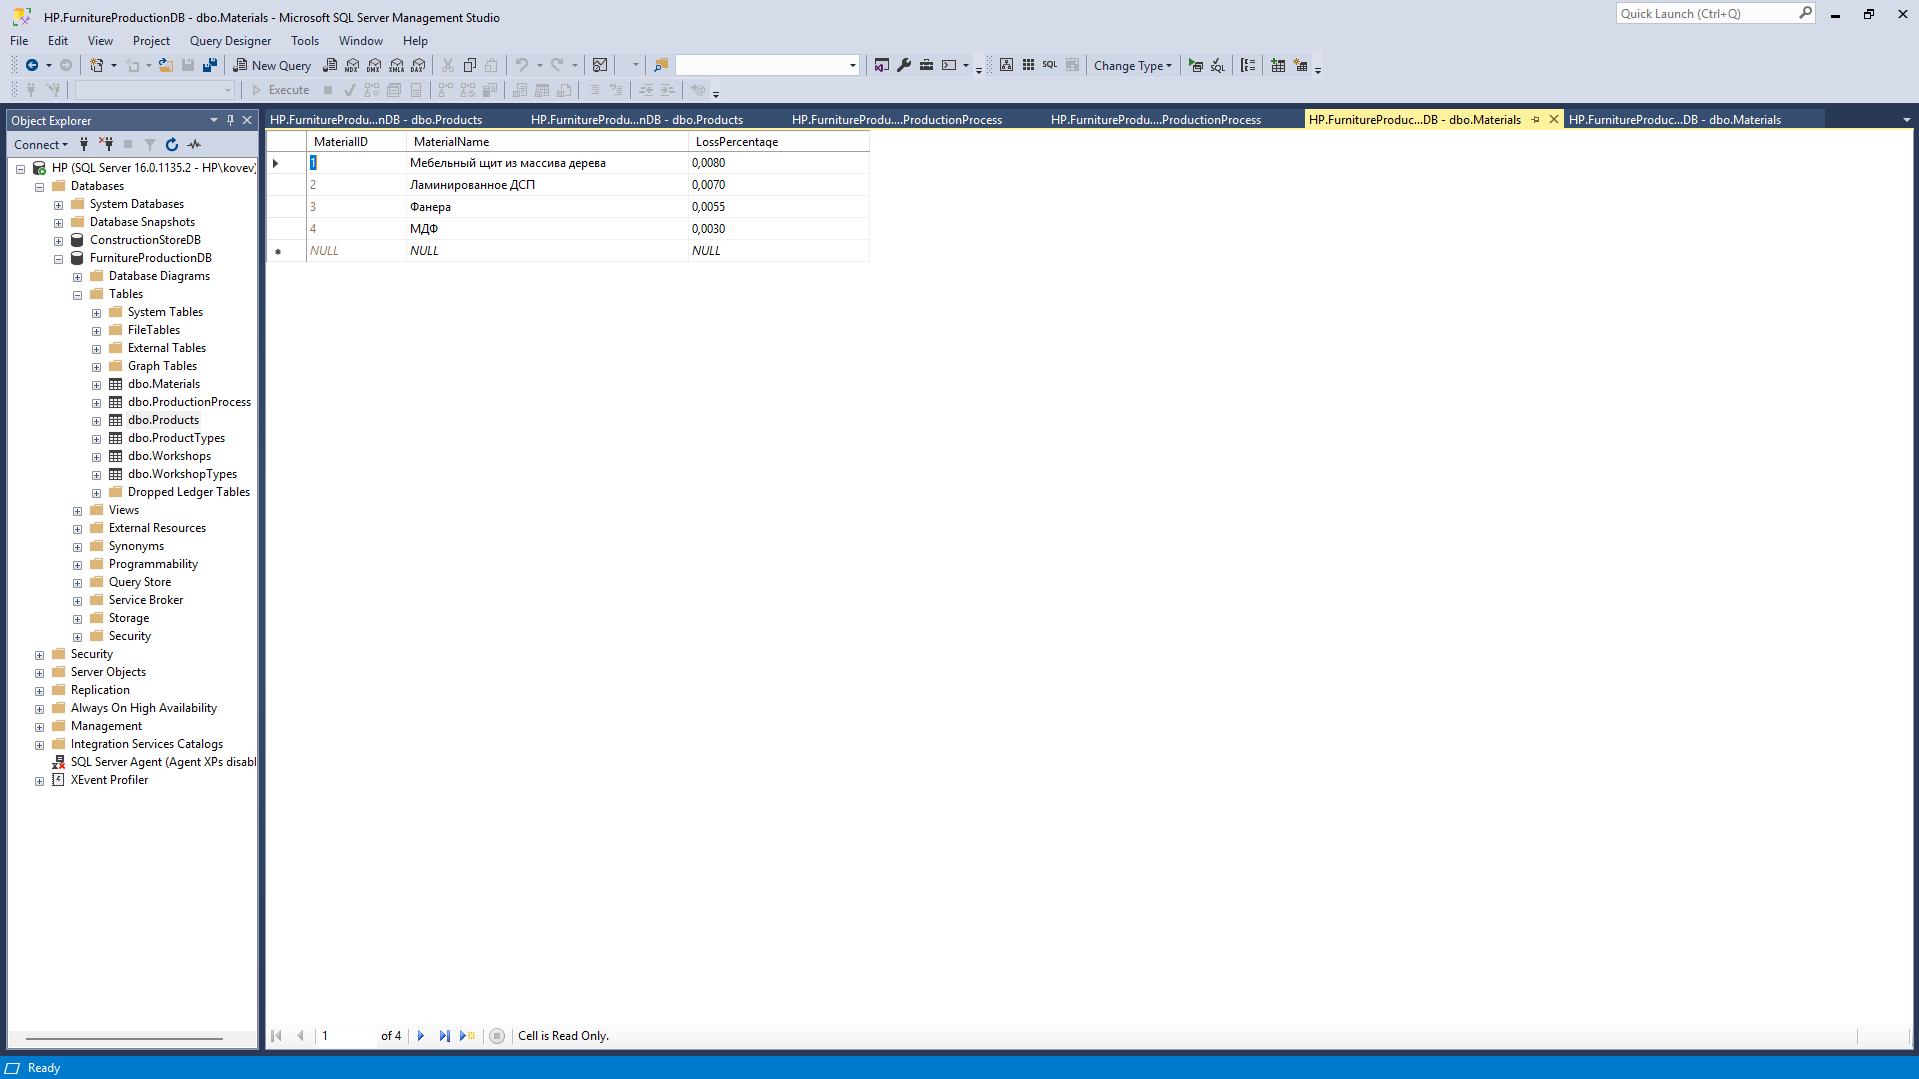 HP.FurnitureProductionDB - dbo.Materials - Microsoft SQL Server Management Studio
Quick Launch (Ctrl+Q)
File Edit View Project Query Designer Tools Window Help
New Query MDX DMX XMLA DAX SQL Change Type SQL
Execute
Object Explorer
Connect
HP (SQL Server 16.0.1135.2 - HP\kovev)
Databases
System Databases
Database Snapshots
ConstructionStoreDB
FurnitureProductionDB
Database Diagrams
Tables
System Tables
FileTables
External Tables
Graph Tables
dbo.Materials
dbo.ProductionProcess
dbo.Products
dbo.ProductTypes
dbo.Workshops
dbo.WorkshopTypes
Dropped Ledger Tables
Views
External Resources
Synonyms
Programmability
Query Store
Service Broker
Storage
Security
Security
Server Objects
Replication
Always On High Availability
Management
Integration Services Catalogs
SQL Server Agent (Agent XPs disabl
XEvent Profiler
HP.FurnitureProdu...nDB - dbo.Products HP.FurnitureProdu...nDB - dbo.Products HP.FurnitureProdu....ProductionProcess HP.FurnitureProdu....ProductionProcess HP.FurnitureProduc...DB - dbo.Materials HP.FurnitureProduc...DB - dbo.Materials
MaterialID MaterialName LossPercentage
1 Мебельный щит из массива дерева 0,0080
2 Ламинированное ДСП 0,0070
3 Фанера 0,0055
4 МДФ 0,0030
NULL NULL NULL
1 of 4 Cell is Read Only.
Ready